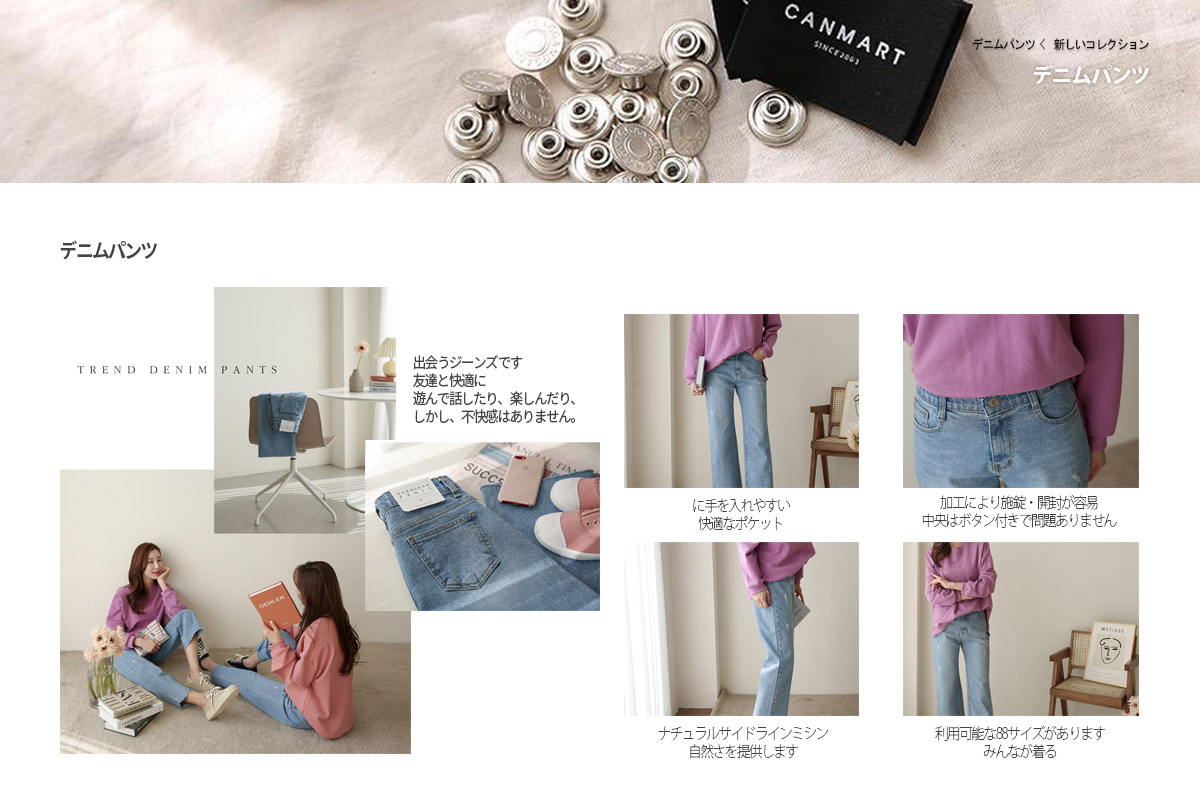 CANMART
SINCE2003
デニムパンツ く 新しいコレクション
デニムパンツ
デニムパンツ
TREND DENIM PANTS
出会うジーンズです
友達と快適に
遊んで話したり、楽しんだり、
しかし、不快感はありません。
FINANCIAL TIM
SUCC
OEHLEN
に手を入れやすい
快適なポケット
加工により施錠・開封が容易
中央はボタン付きで問題ありません
MATISSE
ナチュラルサイドラインミシン
自然さを提供します
利用可能な88サイズがあります
みんなが着る